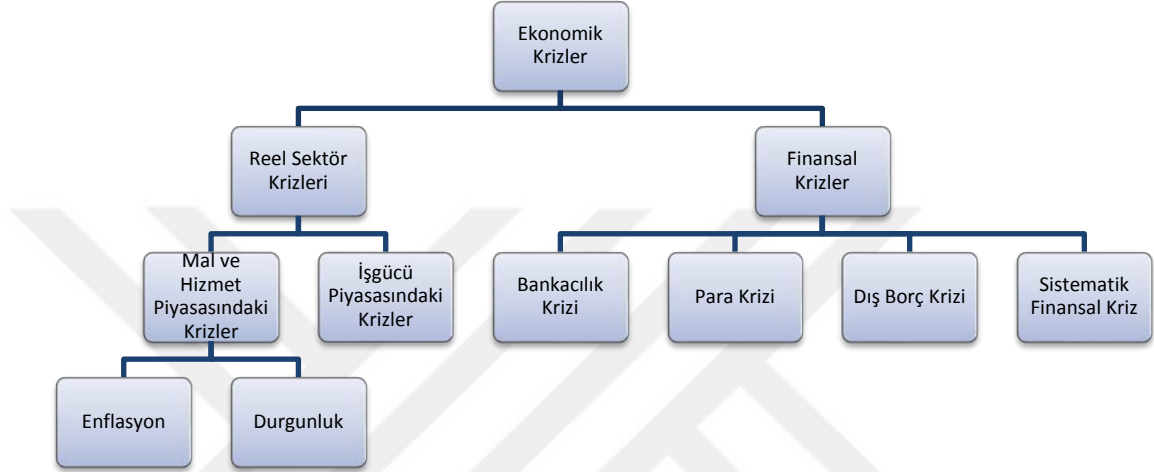 Ekonomik
Krizler
Reel Sektör
Krizleri
Finansal
Krizler
Mal ve
Hizmet
Piyasasındaki
Krizler
İşgücü
Piyasasındaki
Krizler
Bankacılık
Krizi
Para Krizi
Dış Borç Krizi
Sistematik
Finansal Kriz
Enflasyon
Durgunluk